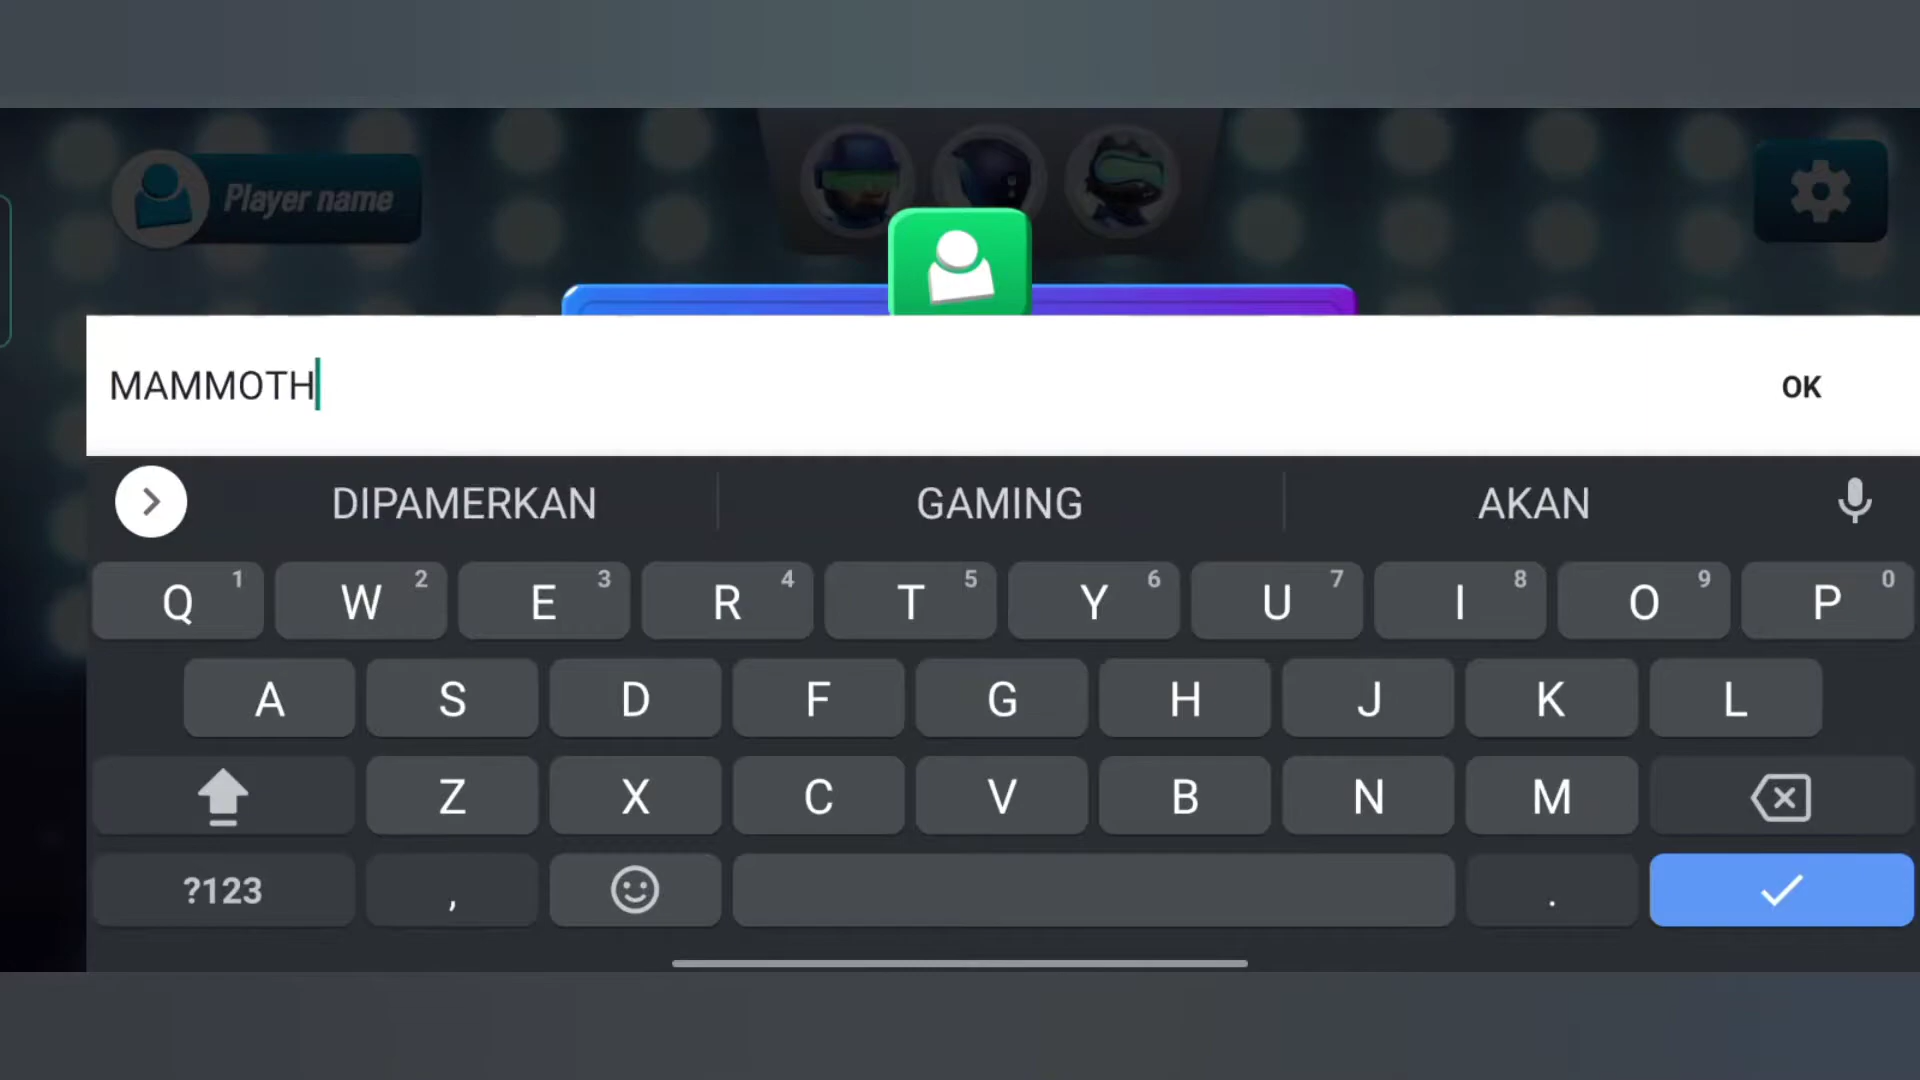 Player name
MAMMOTH
OK
DIPAMERKAN GAMING AKAN
Q 1 W 2 E 3 R 4 T 5 Y 6 U 7 I 8 O 9 P 0
A S D F G H J K L
Z X C V B N M
?123 , .